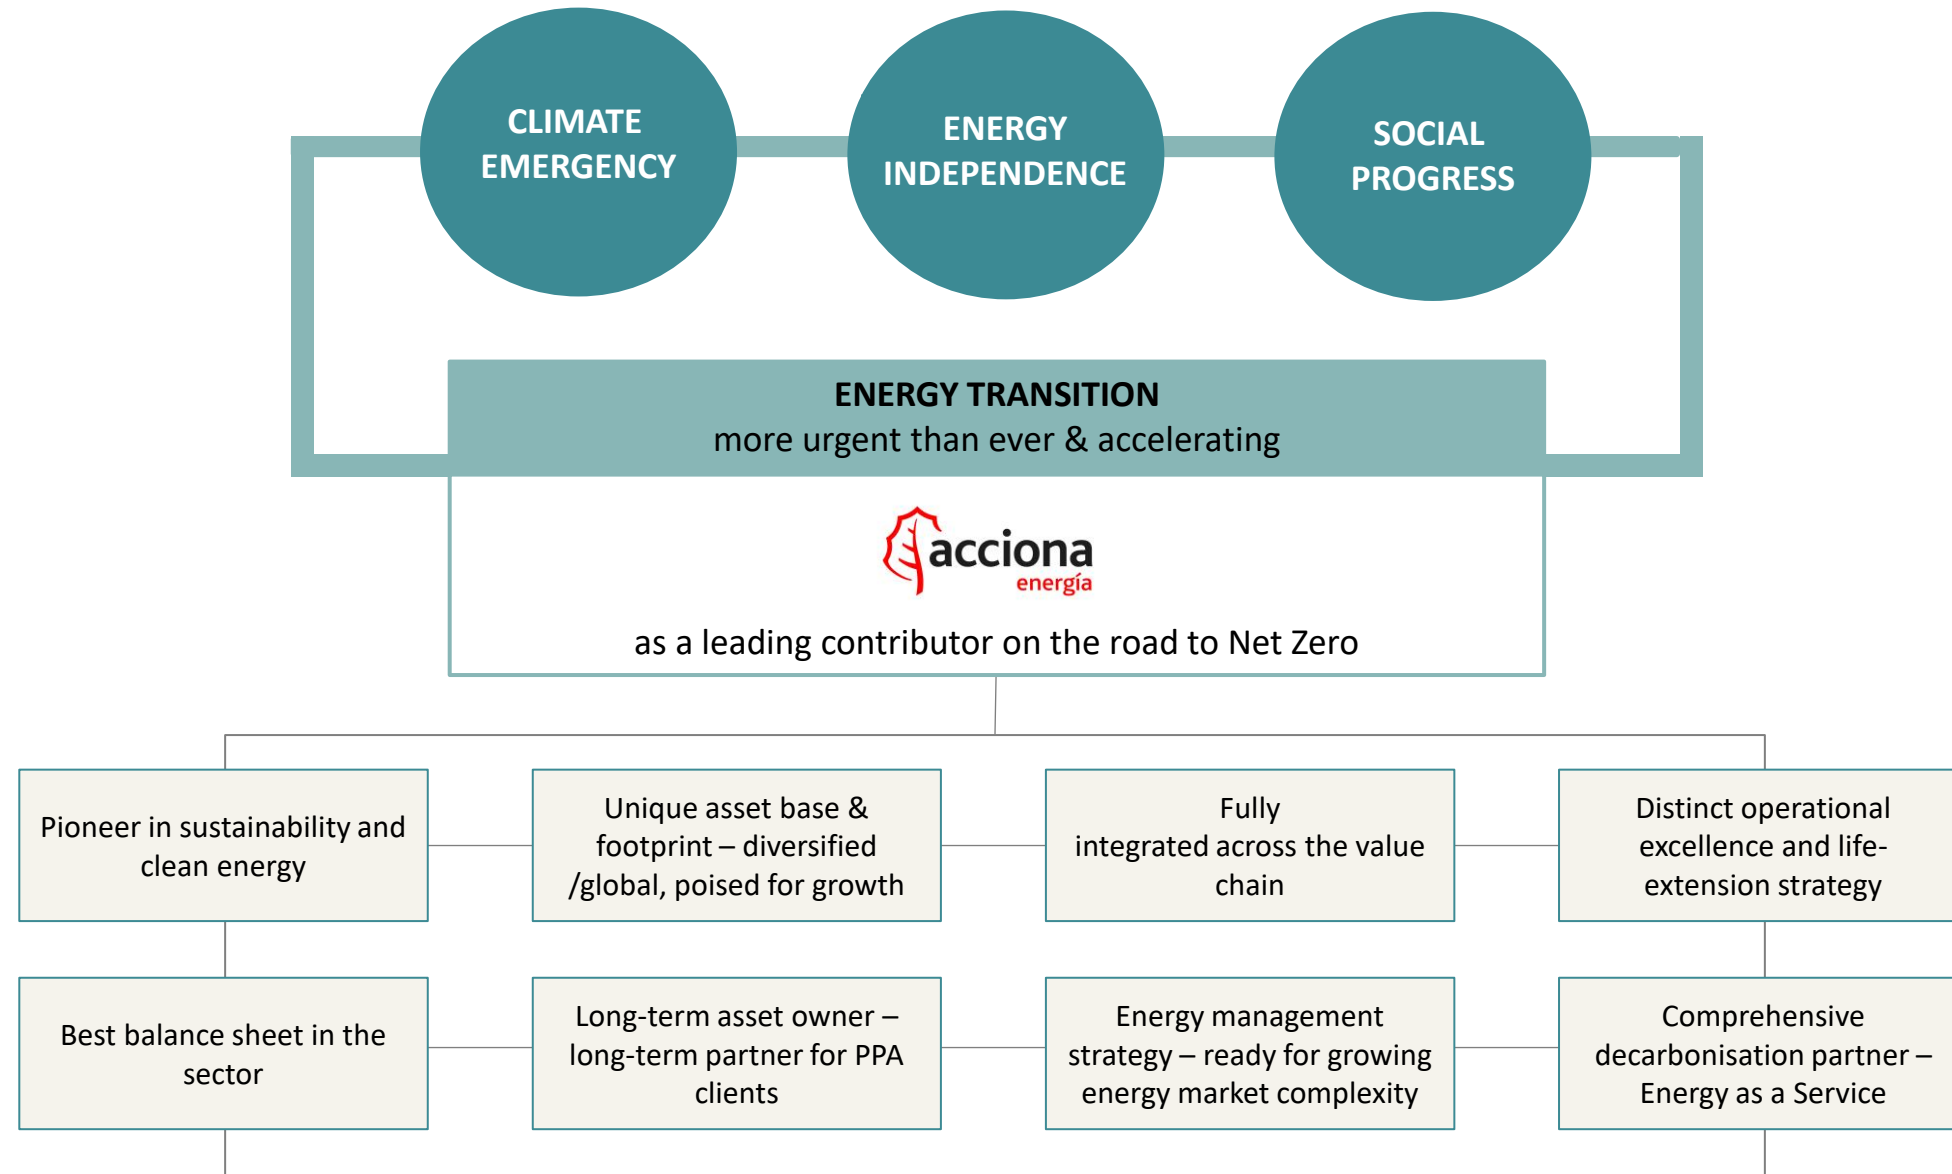 CLIMATE
EMERGENCY
ENERGY
INDEPENDENCE
SOCIAL
PROGRESS
ENERGY TRANSITION
more urgent than ever & accelerating
acciona
energía
as a leading contributor on the road to Net Zero
Pioneer in sustainability and
clean energy
Unique asset base &
footprint – diversified
/global, poised for growth
Fully
integrated across the value
chain
Distinct operational
excellence and life-
extension strategy
Best balance sheet in the
sector
Long-term asset owner –
long-term partner for PPA
clients
Energy management
strategy – ready for growing
energy market complexity
Comprehensive
decarbonisation partner –
Energy as a Service